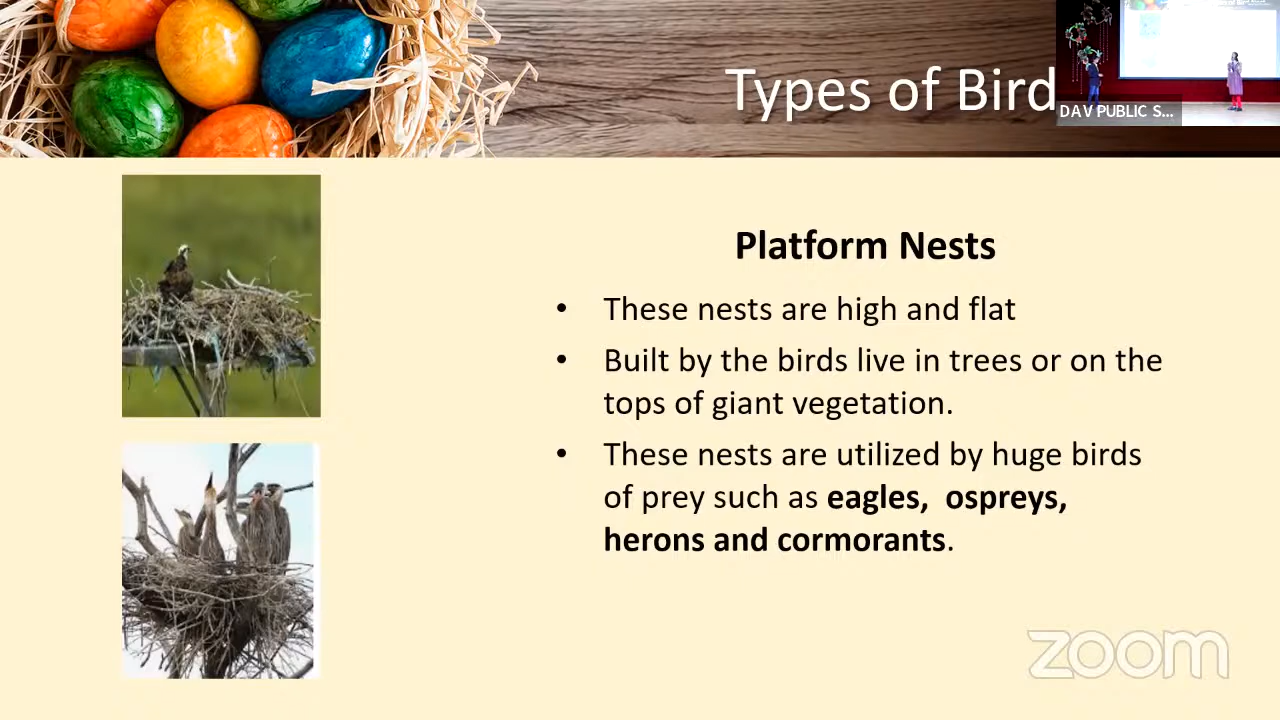 Types of Bird
DAV PUBLIC S...
Platform Nests
• These nests are high and flat
• Built by the birds live in trees or on the
tops of giant vegetation.
• These nests are utilized by huge birds
of prey such as eagles, ospreys,
herons and cormorants.
zoom